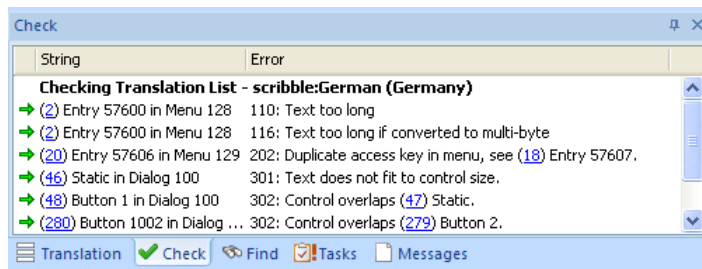 Check
String Error
Checking Translation List - scribble:German (Germany)
(2) Entry 57600 in Menu 128 110: Text too long
(2) Entry 57600 in Menu 128 116: Text too long if converted to multi-byte
(20) Entry 57606 in Menu 129 202: Duplicate access key in menu, see (18) Entry 57607.
(46) Static in Dialog 100 301: Text does not fit to control size.
(48) Button 1 in Dialog 100 302: Control overlaps (47) Static.
(280) Button 1002 in Dialog ... 302: Control overlaps (279) Button 2.
Translation Check Find Tasks Messages